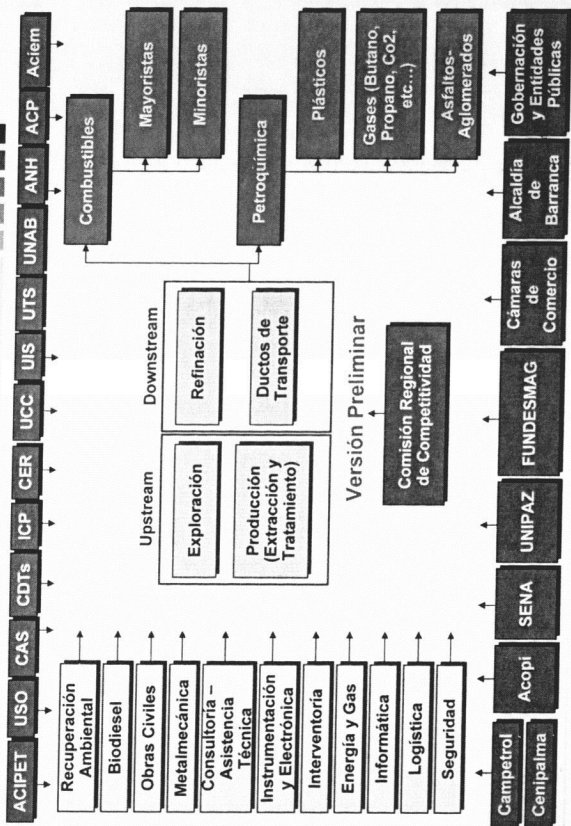 ACIPET
USO
CAS
CDTs
ICP
CER
UCC
UIS
UTS
UNAB
ANH
ACP
Aciem
Recuperación
Ambiental
Biodiesel
Obras Civiles
Metalmecánica
Consultoría –
Asistencia
Técnica
Instrumentación
y Electrónica
Interventoría
Energía y Gas
Informática
Logística
Seguridad
Upstream
Exploración
Producción
(Extracción y
Tratamiento)
Downstream
Refinación
Ductos de
Transporte
Versión Preliminar
Comisión Regional
de Competitividad
Combustibles
Mayoristas
Minoristas
Petroquímica
Plásticos
Gases (Butano,
Propano, Co2,
etc...)
Asfaltos-
Aglomerados
Campetrol
Cenipalma
Acopi
SENA
UNIPAZ
FUNDESMAG
Cámaras
de
Comercio
Alcaldía
de
Barranca
Gobernación
y Entidades
Públicas